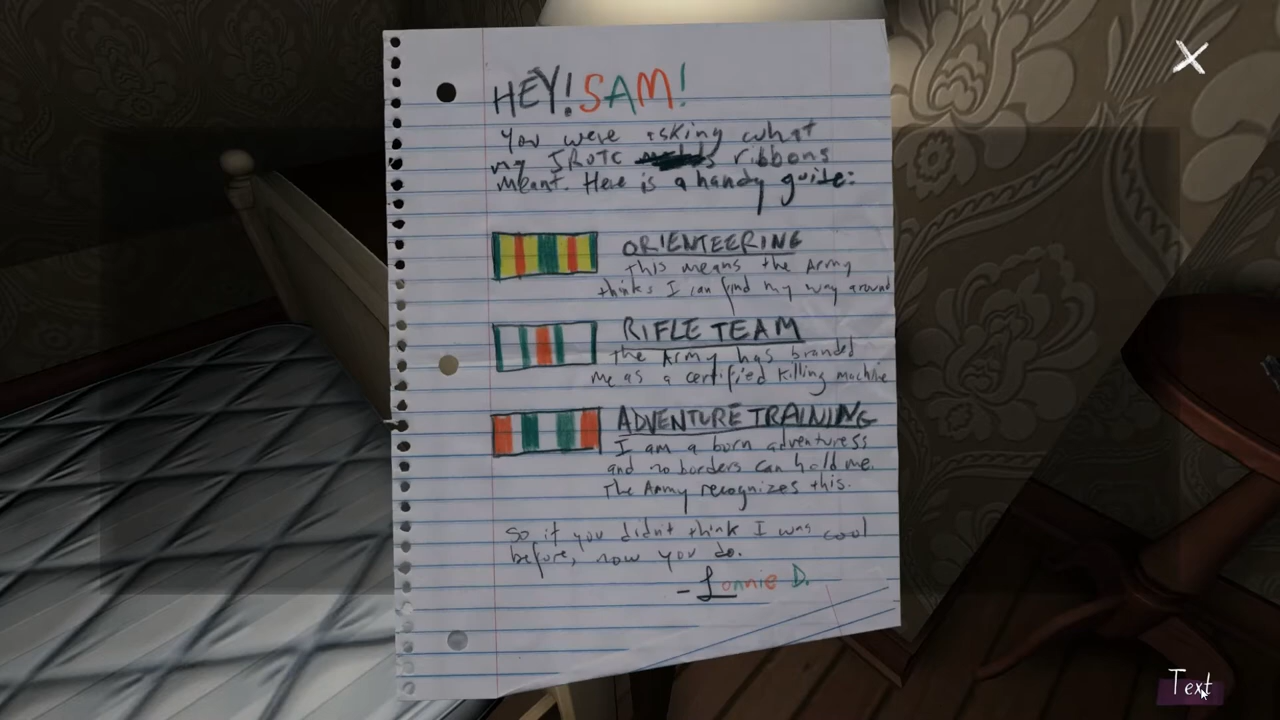 HEY! SAM!
You were asking what
my JROTC ribbons
meant. Here is a handy guide:
ORIENTEERING
This means the Army
thinks I can find my way around
RIFLE TEAM
The Army has branded
me as a certified killing machine
ADVENTURE TRAINING
I am a born adventuress
and no borders can hold me.
The Army recognizes this.
So if you didn't think I was cool
before, now you do.
- Lonnie D.
Text